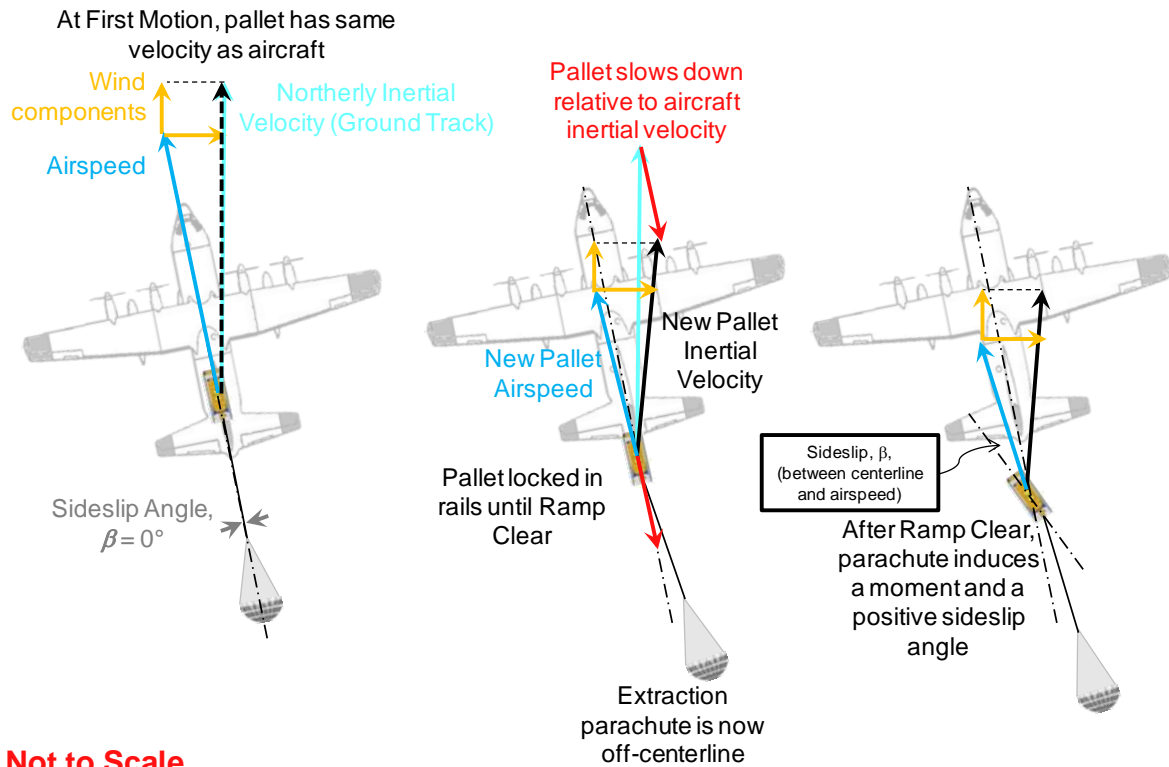 At First Motion, pallet has same
velocity as aircraft
Wind
components
Northerly Inertial
Velocity (Ground Track)
Airspeed
Sideslip Angle,
β = 0°
Pallet slows down
relative to aircraft
inertial velocity
New Pallet
Inertial
Velocity
New Pallet
Airspeed
Pallet locked in
rails until Ramp
Clear
Extraction
parachute is now
off-centerline
Sideslip, β,
(between centerline
and airspeed)
After Ramp Clear,
parachute induces
a moment and a
positive sideslip
angle
Not to Scale